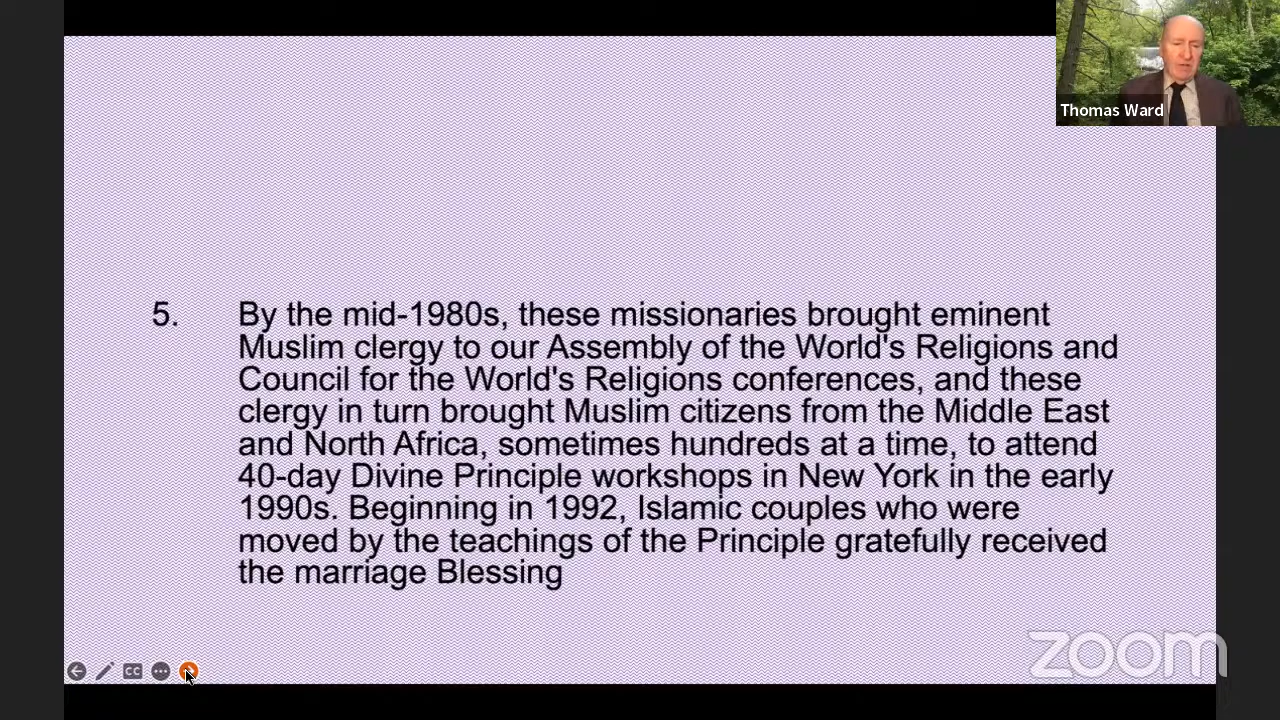 Thomas Ward
5. By the mid-1980s, these missionaries brought eminent
Muslim clergy to our Assembly of the World's Religions and
Council for the World's Religions conferences, and these
clergy in turn brought Muslim citizens from the Middle East
and North Africa, sometimes hundreds at a time, to attend
40-day Divine Principle workshops in New York in the early
1990s. Beginning in 1992, Islamic couples who were
moved by the teachings of the Principle gratefully received
the marriage Blessing
CC
zoom